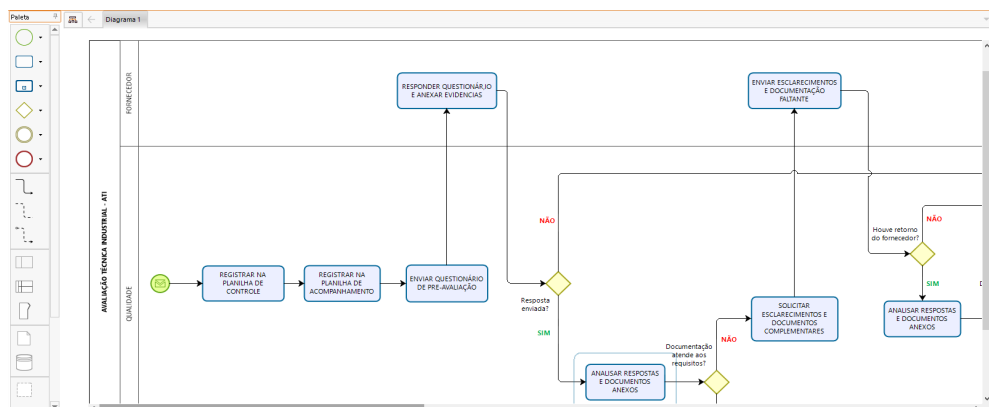 Paleta
Diagrama 1
AVALIAÇÃO TÉCNICA INDUSTRIAL - ATI
FORNECEDOR
RESPONDER QUESTIONÁRIO
E ANEXAR EVIDENCIAS
ENVIAR ESCLARECIMENTOS
E DOCUMENTAÇÃO
FALTANTE
QUALIDADE
REGISTRAR NA
PLANILHA DE
CONTROLE
REGISTRAR NA
PLANILHA DE
ACOMPANHAMENTO
ENVIAR QUESTIONÁRIO
DE PRE-AVALIAÇÃO
NÃO
Resposta
enviada?
SIM
ANALISAR RESPOSTAS
E DOCUMENTOS
ANEXOS
Documentação
atende aos
requisitos?
NÃO
SOLICITAR
ESCLARECIMENTOS E
DOCUMENTOS
COMPLEMENTARES
Houve retorno
do fornecedor?
NÃO
SIM
ANALISAR RESPOSTAS
E DOCUMENTOS
ANEXOS